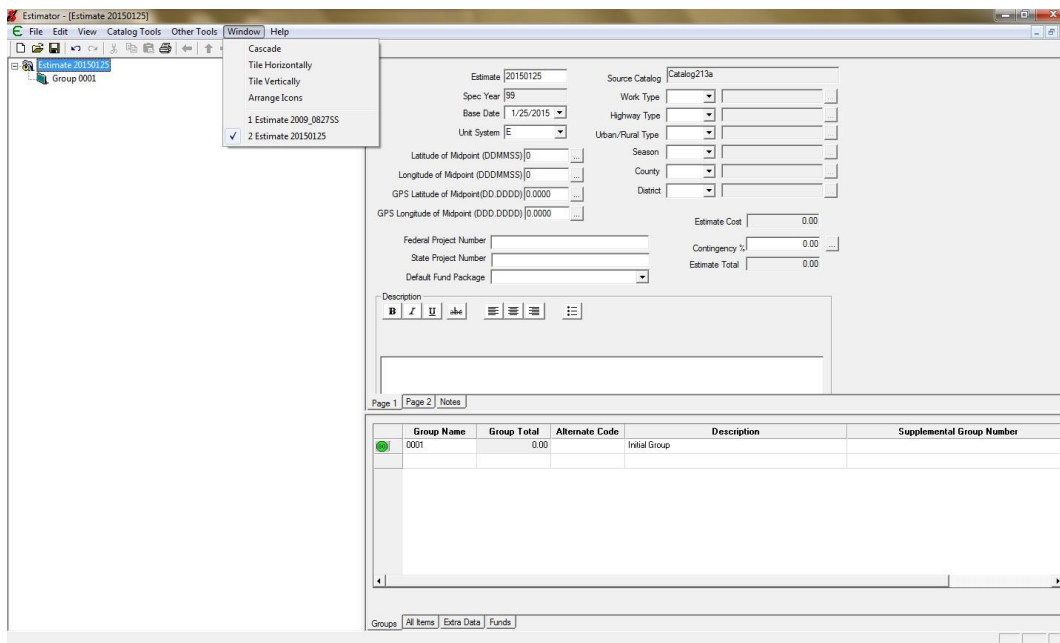 Estimator - [Estimate 20150125]
File Edit View Catalog Tools Other Tools Window Help
Cascade
Tile Horizontally
Tile Vertically
Arrange Icons
1 Estimate 2009_0827SS
2 Estimate 20150125
Estimate 20150125
Group 0001
Estimate 20150125
Spec Year 99
Base Date 1/25/2015
Unit System E
Latitude of Midpoint (DDMMSS) 0
Longitude of Midpoint (DDDMMSS) 0
GPS Latitude of Midpoint(DD.DDDD) 0.0000
GPS Longitude of Midpoint (DDD.DDDD) 0.0000
Source Catalog Catalog213a
Work Type
Highway Type
Urban/Rural Type
Season
County
District
Estimate Cost 0.00
Contingency % 0.00
Estimate Total 0.00
Federal Project Number
State Project Number
Default Fund Package
Description
B I U abc
Page 1 Page 2 Notes
Group Name Group Total Alternate Code Description Supplemental Group Number
0001 0.00 Initial Group
Groups All Items Extra Data Funds